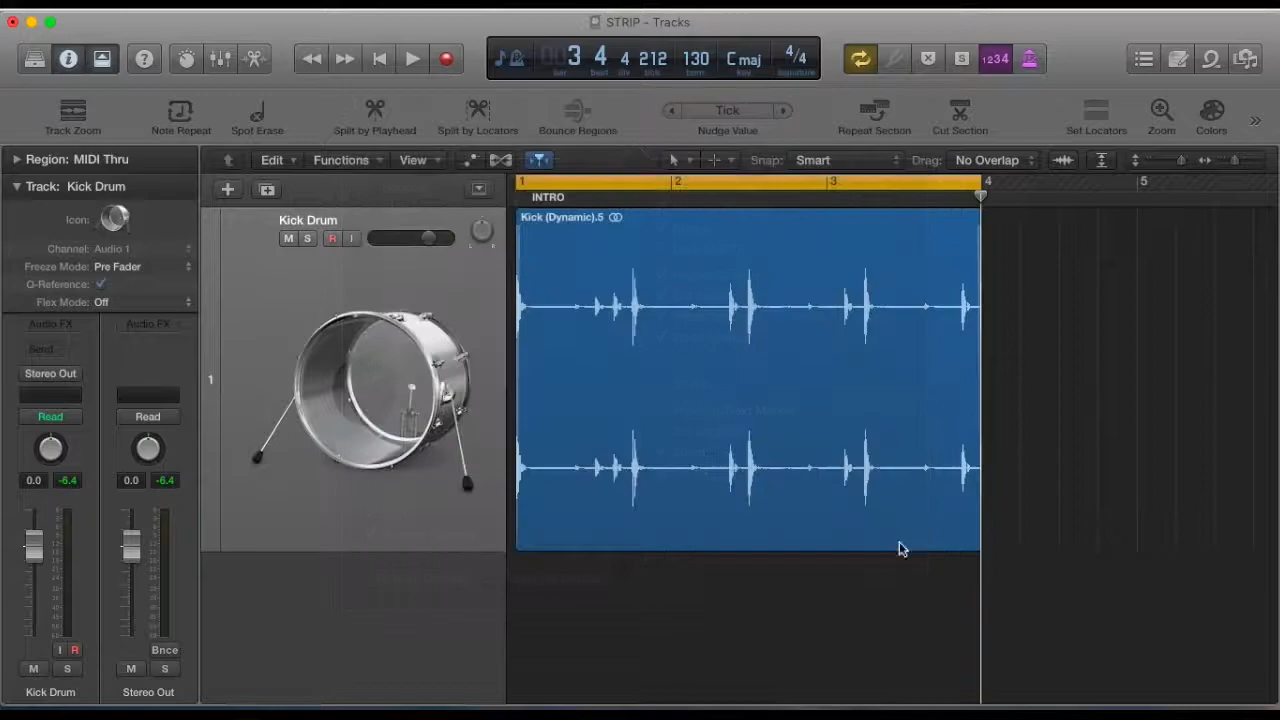 STRIP - Tracks
3 4 4 212 130 C maj 4/4
bar beat div tick bpm key signature
S 1234
Track Zoom Note Repeat Spot Erase Split by Playhead Split by Locators Bounce Regions Tick Nudge Value Repeat Section Cut Section Set Locators Zoom Colors
Region: MIDI Thru Edit Functions View Snap: Smart Drag: No Overlap
Track: Kick Drum
1 2 3 4 5
INTRO
Icon:
Kick Drum
M S R I
L R
Kick (Dynamic).5
Channel: Audio 1
Freeze Mode: Pre Fader
Q-Reference:
Flex Mode: Off
Audio FX Audio FX
Send
Stereo Out
1
Read Read
0.0 -6.4 0.0 -6.4
I R Bnce
M S M S
Kick Drum Stereo Out